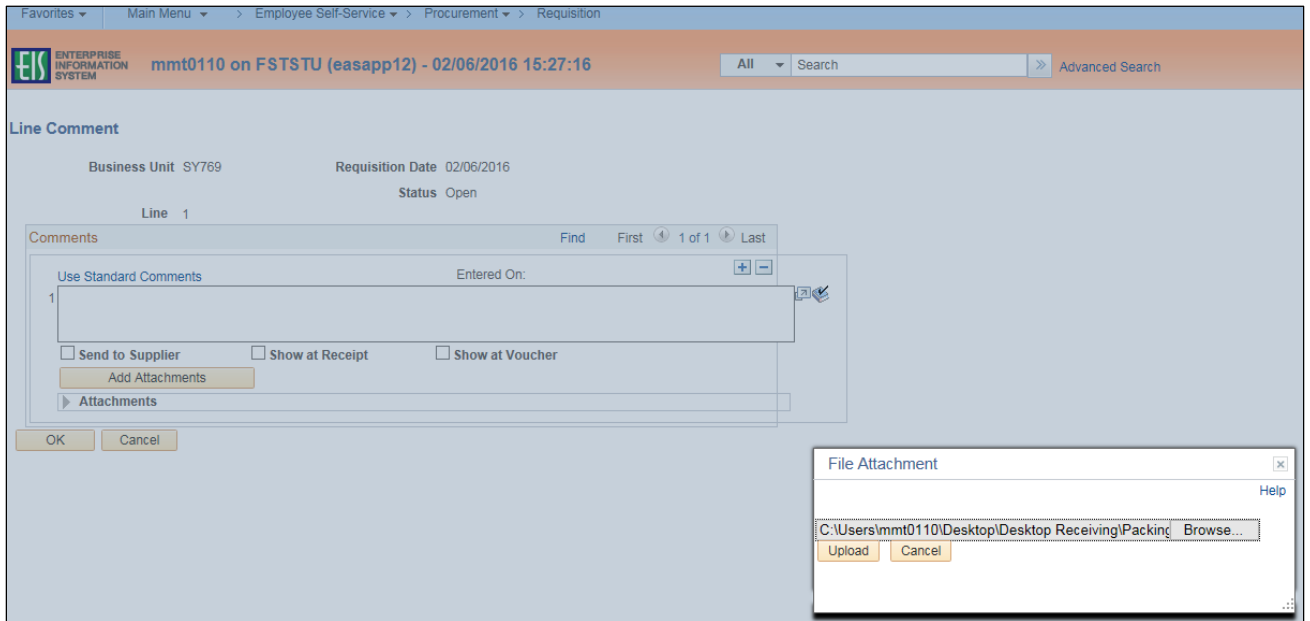 Favorites Main Menu > Employee Self-Service > Procurement > Requisition
EIS ENTERPRISE INFORMATION SYSTEM
mmt0110 on FSTSTU (easapp12) - 02/06/2016 15:27:16
All Search » Advanced Search
Line Comment
Business Unit SY769 Requisition Date 02/06/2016
Status Open
Line 1
Comments Find First 1 of 1 Last
Use Standard Comments Entered On: + −
1
Send to Supplier Show at Receipt Show at Voucher
Add Attachments
Attachments
OK Cancel
File Attachment x
Help
C:\Users\mmt0110\Desktop\Desktop Receiving\Packing Browse...
Upload Cancel